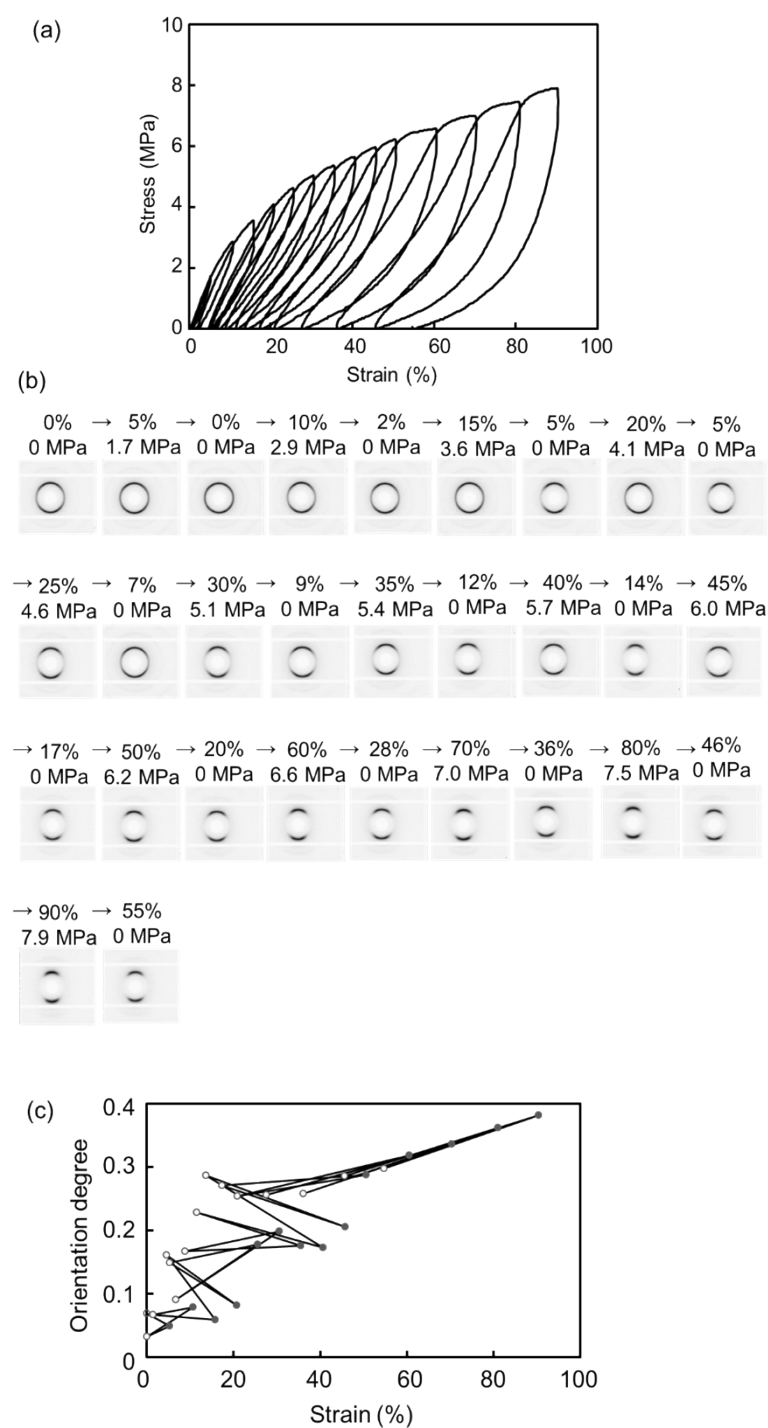 (a)
10
8
6
4
2
0
Stress (MPa)
0 20 40 60 80 100
Strain (%)
(b)
0% → 5% → 0% → 10% → 2% → 15% → 5% → 20% → 5%
0 MPa 1.7 MPa 0 MPa 2.9 MPa 0 MPa 3.6 MPa 0 MPa 4.1 MPa 0 MPa
→ 25% → 7% → 30% → 9% → 35% → 12% → 40% → 14% → 45%
4.6 MPa 0 MPa 5.1 MPa 0 MPa 5.4 MPa 0 MPa 5.7 MPa 0 MPa 6.0 MPa
→ 17% → 50% → 20% → 60% → 28% → 70% → 36% → 80% → 46%
0 MPa 6.2 MPa 0 MPa 6.6 MPa 0 MPa 7.0 MPa 0 MPa 7.5 MPa 0 MPa
→ 90% → 55%
7.9 MPa 0 MPa
(c)
0.4
0.3
0.2
0.1
0
Orientation degree
0 20 40 60 80 100
Strain (%)